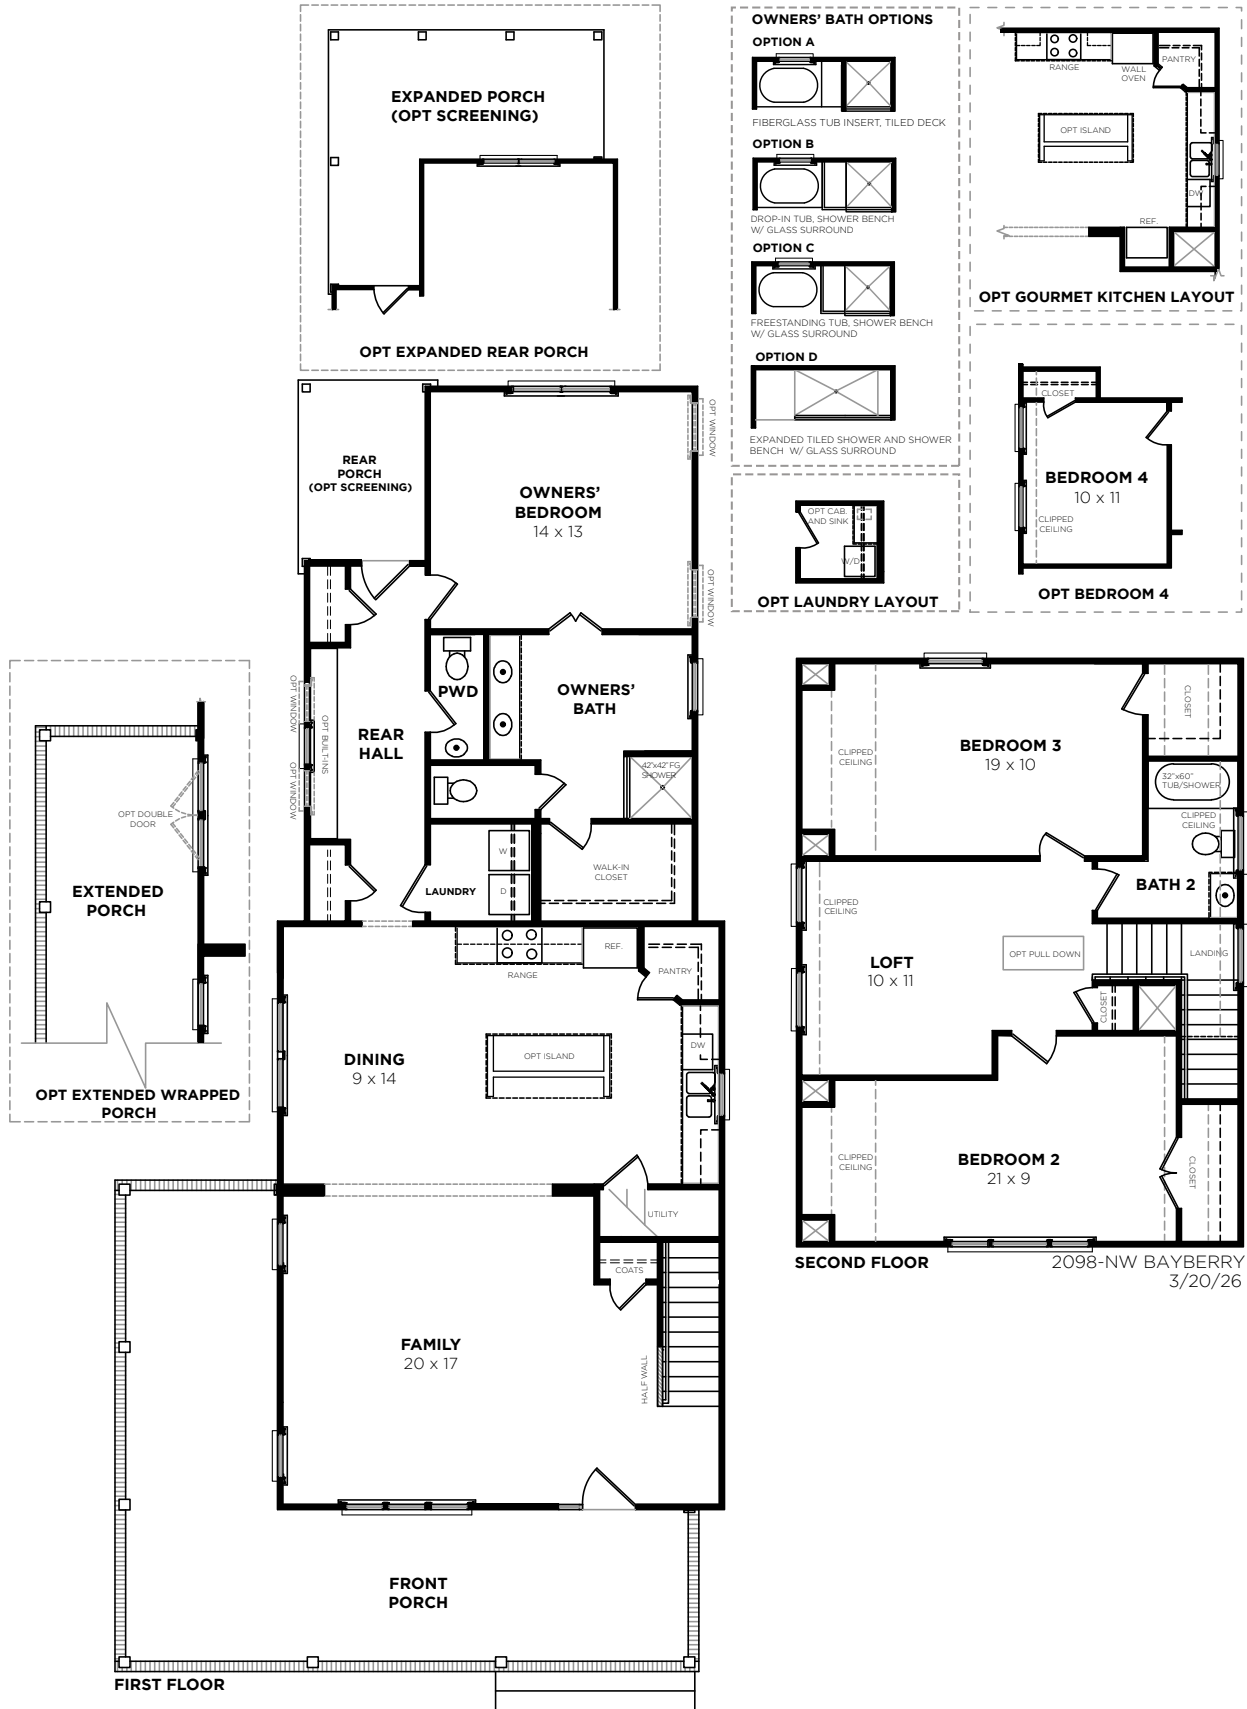 EXPANDED PORCH
(OPT SCREENING)
OPT EXPANDED REAR PORCH
OWNERS' BATH OPTIONS
OPTION A
FIBERGLASS TUB INSERT, TILED DECK
OPTION B
DROP-IN TUB, SHOWER BENCH
W/ GLASS SURROUND
OPTION C
FREESTANDING TUB, SHOWER BENCH
W/ GLASS SURROUND
OPTION D
EXPANDED TILED SHOWER AND SHOWER
BENCH W/ GLASS SURROUND
RANGE
WALL
OVEN
PANTRY
OPT ISLAND
DW
REF.
OPT GOURMET KITCHEN LAYOUT
CLOSET
BEDROOM 4
10 x 11
CLIPPED
CEILING
OPT BEDROOM 4
OPT CAB.
AND SINK
W/D
OPT LAUNDRY LAYOUT
REAR
PORCH
(OPT SCREENING)
OWNERS'
BEDROOM
14 x 13
OPT WINDOW
OPT WINDOW
PWD
OWNERS'
BATH
OPT WINDOW
OPT WINDOW
OPT BUILT-INS
REAR
HALL
42"x42" FG
SHOWER
W
D
LAUNDRY
WALK-IN
CLOSET
OPT DOUBLE
DOOR
EXTENDED
PORCH
OPT EXTENDED WRAPPED
PORCH
RANGE
REF.
PANTRY
DINING
9 x 14
OPT ISLAND
DW
UTILITY
COATS
FAMILY
20 x 17
HALF WALL
FRONT
PORCH
FIRST FLOOR
CLIPPED
CEILING
BEDROOM 3
19 x 10
CLOSET
32"x60"
TUB/SHOWER
CLIPPED
CEILING
BATH 2
CLIPPED
CEILING
LOFT
10 x 11
OPT PULL DOWN
LANDING
CLOSET
CLIPPED
CEILING
BEDROOM 2
21 x 9
CLOSET
SECOND FLOOR
2098-NW BAYBERRY
3/20/26